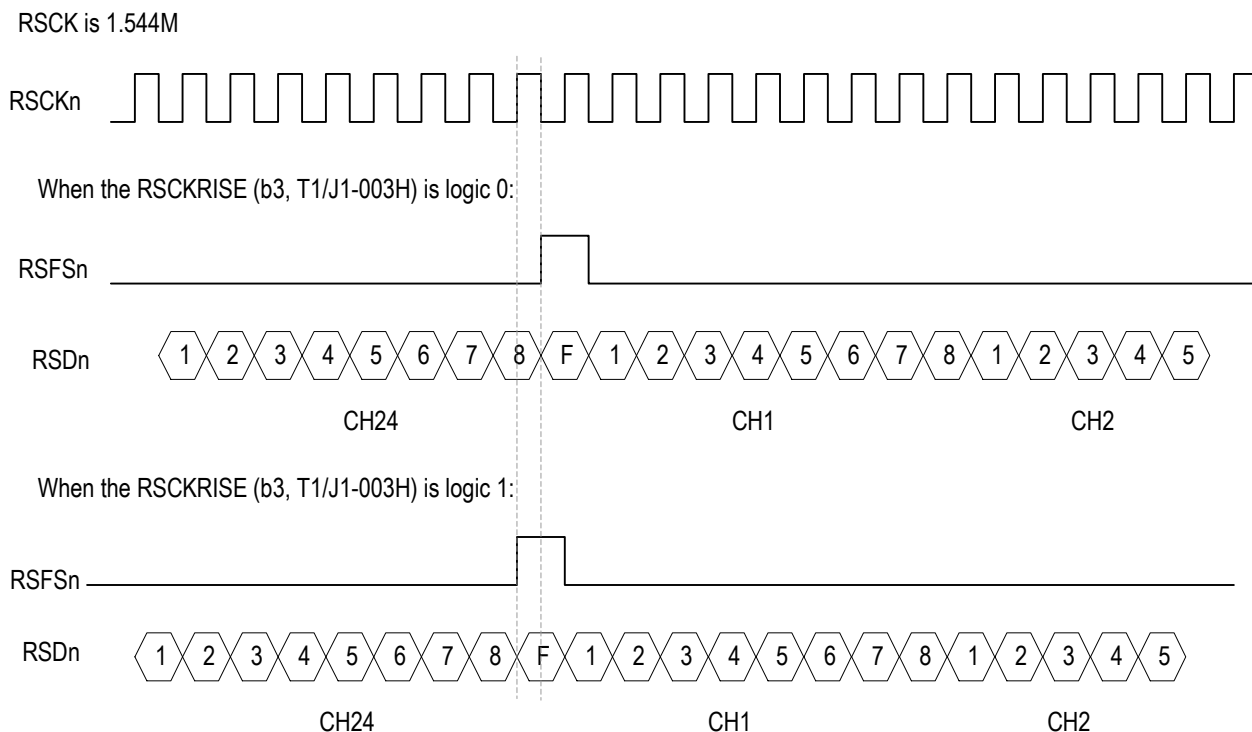 RSCK is 1.544M
RSCKn
When the RSCKRISE (b3, T1/J1-003H) is logic 0:
RSFSn
RSDn 1 2 3 4 5 6 7 8 F 1 2 3 4 5 6 7 8 1 2 3 4 5
CH24 CH1 CH2
When the RSCKRISE (b3, T1/J1-003H) is logic 1:
RSFSn
RSDn 1 2 3 4 5 6 7 8 F 1 2 3 4 5 6 7 8 1 2 3 4 5
CH24 CH1 CH2